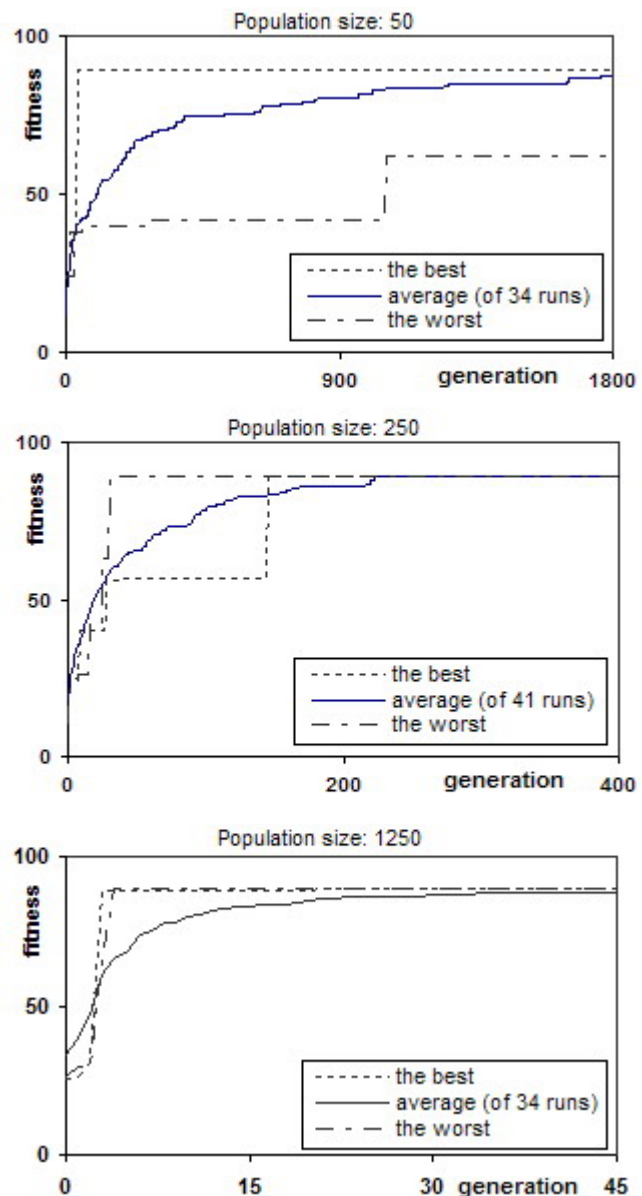 Population size: 50
100
fitness
50
the best
average (of 34 runs)
the worst
0
0
900
generation
1800
Population size: 250
100
fitness
50
the best
average (of 41 runs)
the worst
0
0
200
generation
400
Population size: 1250
100
fitness
50
the best
average (of 34 runs)
the worst
0
0
15
30
generation
45